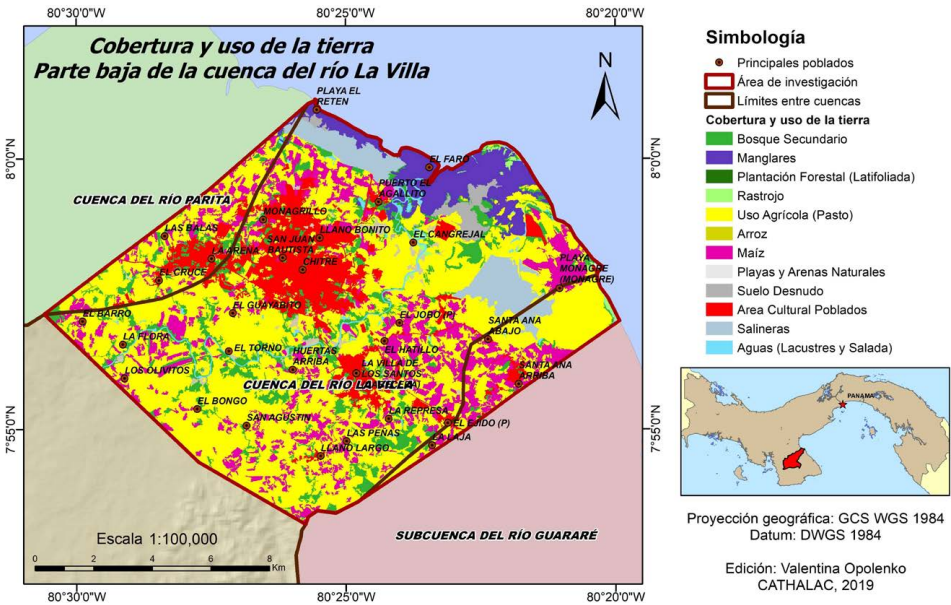 80°30'0"W
80°25'0"W
80°20'0"W
Cobertura y uso de la tierra
Parte baja de la cuenca del río La Villa
N
8°0'0"N
7°55'0"N
PLAYA EL
RETEN
EL FARO
PUERTO EL
AGALLITO
CUENCA DEL RÍO PARITA
MONAGRILLO
LAS BALAS
SAN JUAN
BAUTISTA
LLANO BONITO
EL CANGREJAL
LA ARENA
CHITRE
EL CRUCE
PLAYA
MONAGRE
(MONAGRE)
EL GUAYABITO
EL BARRO
EL JOBO (P)
SANTA ANA
ABAJO
LA FLORA
EL TORNO
HUERTAS
ARRIBA
EL HATILLO
LA VILLA DE
LOS SANTOS
SANTA ANA
ARRIBA
LOS OLIVITOS
CUENCA DEL RÍO LA VILLA
EL BONGO
SAN AGUSTIN
LA REPRESA
EL EJIDO (P)
LAS PEÑAS
LA LAJA
LLANO LARGO
SUBCUENCA DEL RÍO GUARARÉ
Escala 1:100,000
0 2 4 6 8
Km
8°0'0"N
7°55'0"N
80°30'0"W
80°25'0"W
80°20'0"W
Simbología
Principales poblados
Área de investigación
Límites entre cuencas
Cobertura y uso de la tierra
Bosque Secundario
Manglares
Plantación Forestal (Latifoliada)
Rastrojo
Uso Agrícola (Pasto)
Arroz
Maíz
Playas y Arenas Naturales
Suelo Desnudo
Area Cultural Poblados
Salineras
Aguas (Lacustres y Salada)
PANAMA
Proyección geográfica: GCS WGS 1984
Datum: DWGS 1984
Edición: Valentina Opolenko
CATHALAC, 2019